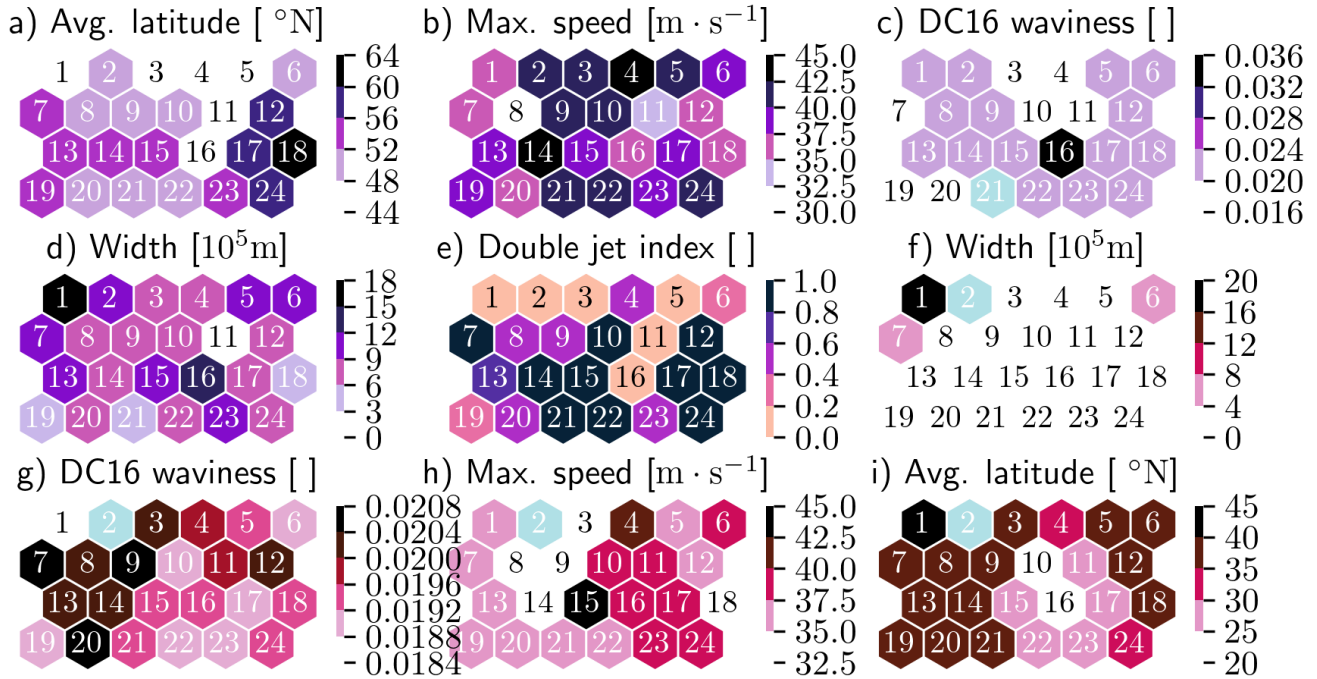 a) Avg. latitude [ °N]
1 2 3 4 5 6
7 8 9 10 11 12
13 14 15 16 17 18
19 20 21 22 23 24
64
60
56
52
48
44
b) Max. speed [m · s⁻¹]
1 2 3 4 5 6
7 8 9 10 11 12
13 14 15 16 17 18
19 20 21 22 23 24
45.0
42.5
40.0
37.5
35.0
32.5
30.0
c) DC16 waviness [ ]
1 2 3 4 5 6
7 8 9 10 11 12
13 14 15 16 17 18
19 20 21 22 23 24
0.036
0.032
0.028
0.024
0.020
0.016
d) Width [10⁵m]
1 2 3 4 5 6
7 8 9 10 11 12
13 14 15 16 17 18
19 20 21 22 23 24
18
15
12
9
6
3
0
e) Double jet index [ ]
1 2 3 4 5 6
7 8 9 10 11 12
13 14 15 16 17 18
19 20 21 22 23 24
1.0
0.8
0.6
0.4
0.2
0.0
f) Width [10⁵m]
1 2 3 4 5 6
7 8 9 10 11 12
13 14 15 16 17 18
19 20 21 22 23 24
20
16
12
8
4
0
g) DC16 waviness [ ]
1 2 3 4 5 6
7 8 9 10 11 12
13 14 15 16 17 18
19 20 21 22 23 24
0.0208
0.0204
0.0200
0.0196
0.0192
0.0188
0.0184
h) Max. speed [m · s⁻¹]
1 2 3 4 5 6
7 8 9 10 11 12
13 14 15 16 17 18
19 20 21 22 23 24
45.0
42.5
40.0
37.5
35.0
32.5
i) Avg. latitude [ °N]
1 2 3 4 5 6
7 8 9 10 11 12
13 14 15 16 17 18
19 20 21 22 23 24
45
40
35
30
25
20